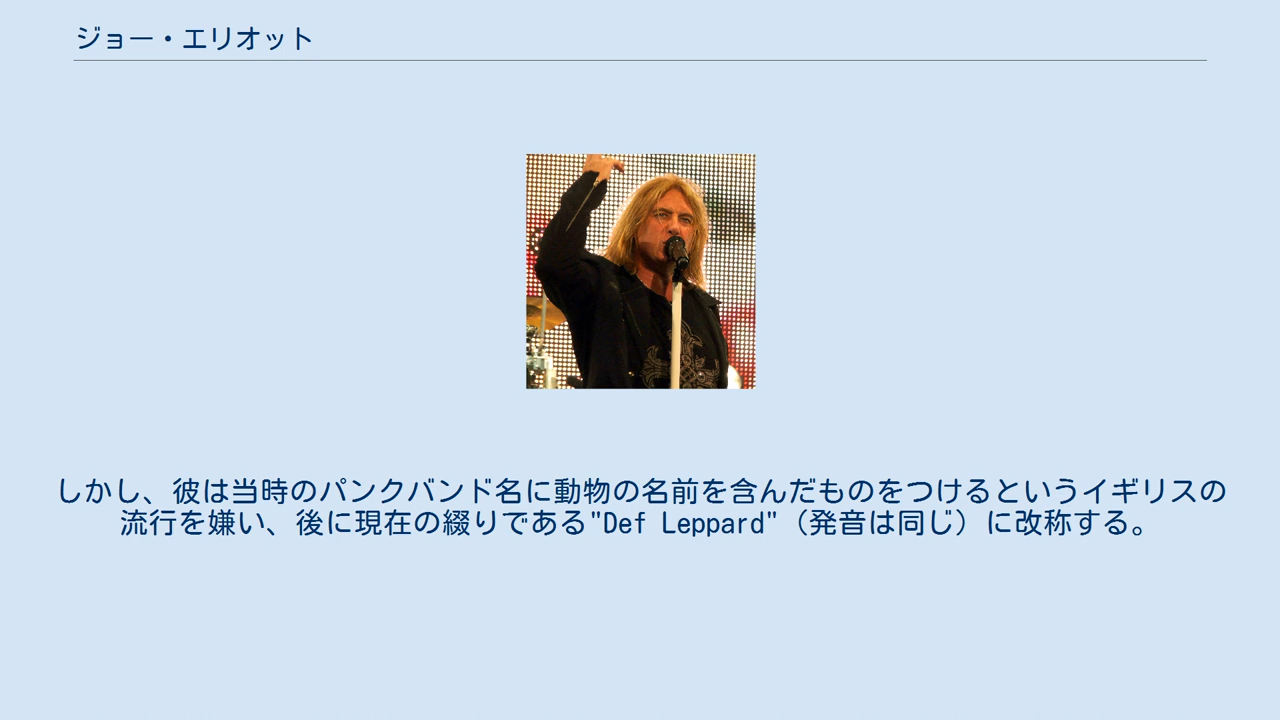 ジョー・エリオット
しかし、彼は当時のパンクバンド名に動物の名前を含んだものをつけるというイギリスの
流行を嫌い、後に現在の綴りである"Def Leppard"（発音は同じ）に改称する。